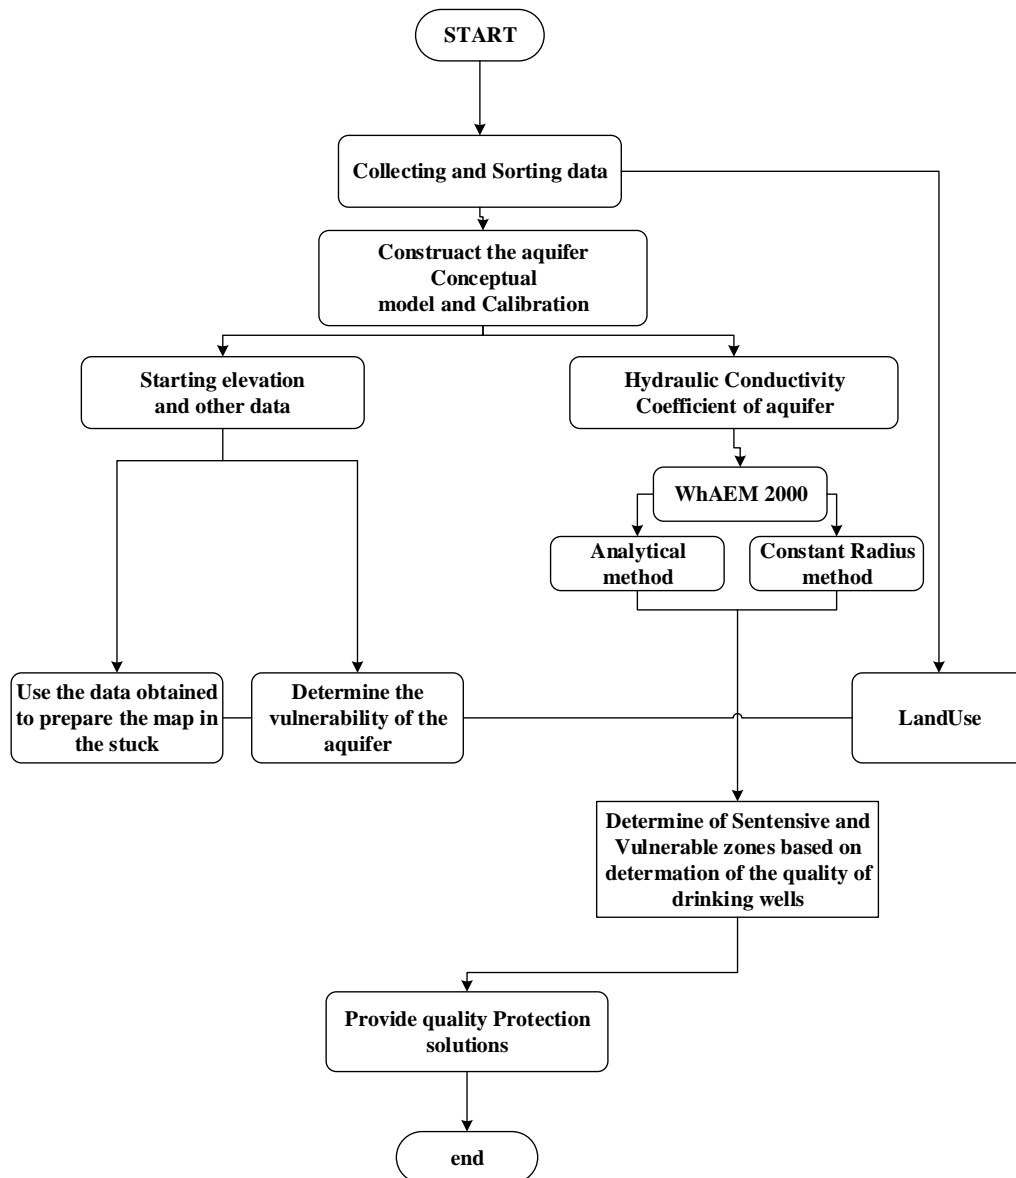 START
Collecting and Sorting data
Construact the aquifer
Conceptual
model and Calibration
Starting elevation
and other data
Hydraulic Conductivity
Coefficient of aquifer
WhAEM 2000
Analytical
method
Constant Radius
method
Use the data obtained
to prepare the map in
the stuck
Determine the
vulnerability of the
aquifer
LandUse
Determine of Sentensive and
Vulnerable zones based on
determation of the quality of
drinking wells
Provide quality Protection
solutions
end